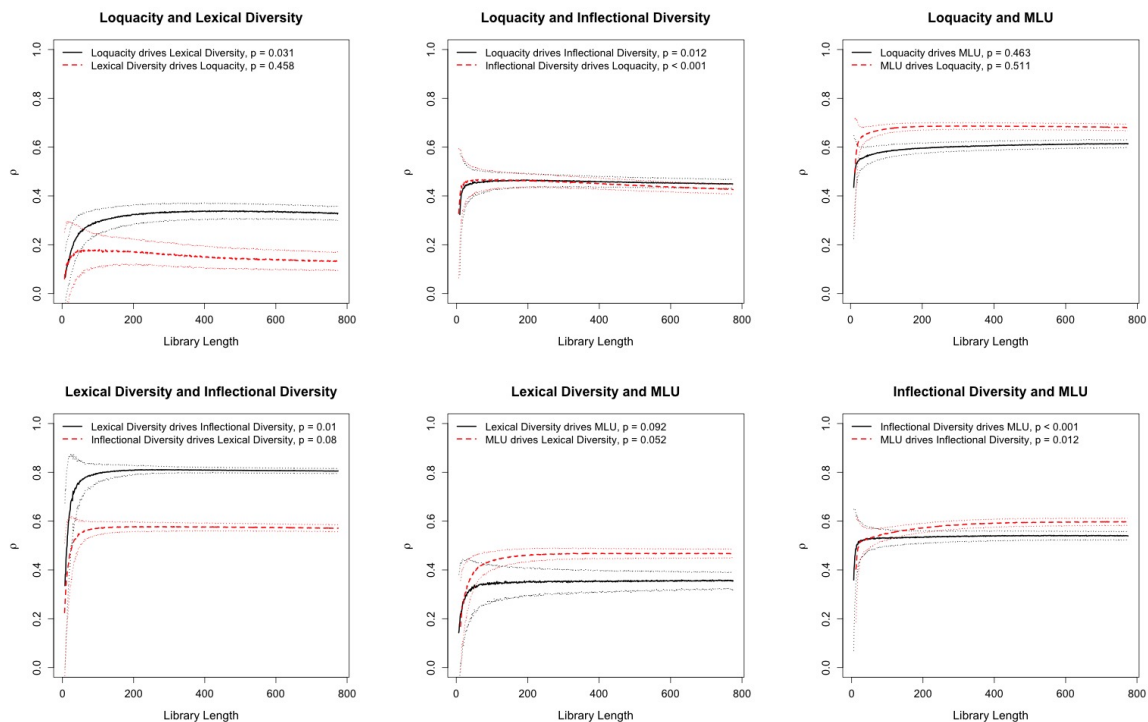 Loquacity and Lexical Diversity
Loquacity drives Lexical Diversity, p = 0.031
Lexical Diversity drives Loquacity, p = 0.458
ρ
0.0 0.2 0.4 0.6 0.8 1.0
0 200 400 600 800
Library Length
Loquacity and Inflectional Diversity
Loquacity drives Inflectional Diversity, p = 0.012
Inflectional Diversity drives Loquacity, p < 0.001
ρ
0.0 0.2 0.4 0.6 0.8 1.0
0 200 400 600 800
Library Length
Loquacity and MLU
Loquacity drives MLU, p = 0.463
MLU drives Loquacity, p = 0.511
ρ
0.0 0.2 0.4 0.6 0.8 1.0
0 200 400 600 800
Library Length
Lexical Diversity and Inflectional Diversity
Lexical Diversity drives Inflectional Diversity, p = 0.01
Inflectional Diversity drives Lexical Diversity, p = 0.08
ρ
0.0 0.2 0.4 0.6 0.8 1.0
0 200 400 600 800
Library Length
Lexical Diversity and MLU
Lexical Diversity drives MLU, p = 0.092
MLU drives Lexical Diversity, p = 0.052
ρ
0.0 0.2 0.4 0.6 0.8 1.0
0 200 400 600 800
Library Length
Inflectional Diversity and MLU
Inflectional Diversity drives MLU, p < 0.001
MLU drives Inflectional Diversity, p = 0.012
ρ
0.0 0.2 0.4 0.6 0.8 1.0
0 200 400 600 800
Library Length